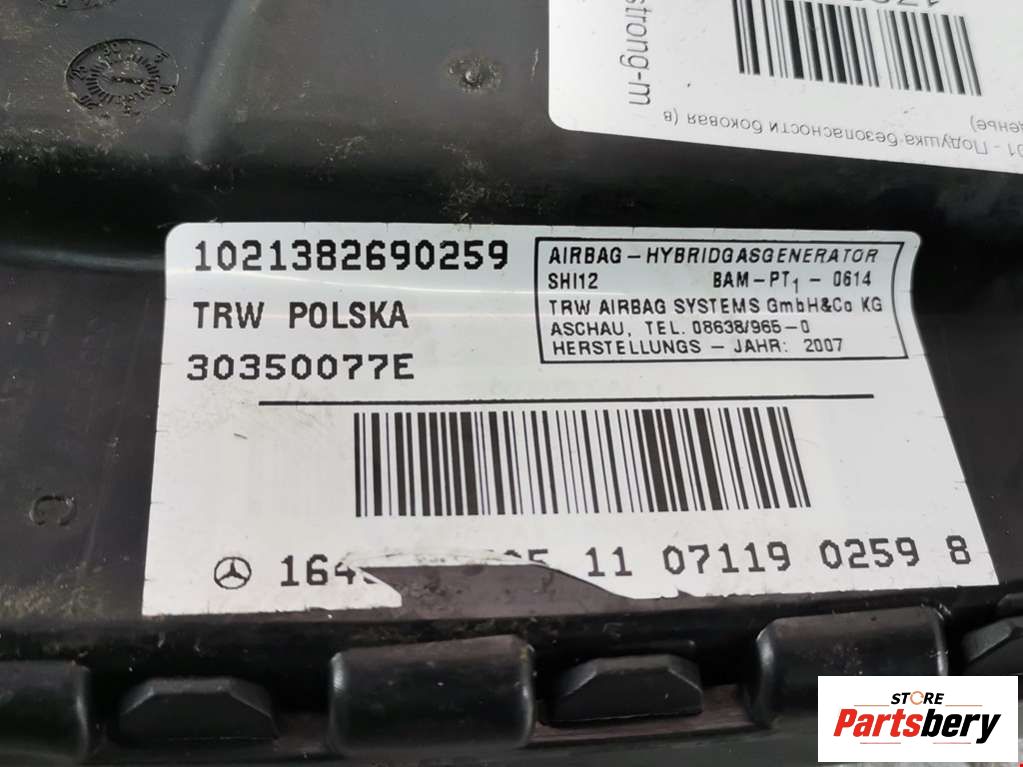 strong-m
01 - Подушка безопасности боковая (в
1021382690259
TRW POLSKA
30350077E
AIRBAG-HYBRIDGASGENERATOR
SHI12 BAM-PT1-0614
TRW AIRBAG SYSTEMS GmbH&Co KG
ASCHAU, TEL. 08638/965-0
HERSTELLUNGS - JAHR: 2007
C
11 07119 0259 8
STORE
Partsbery